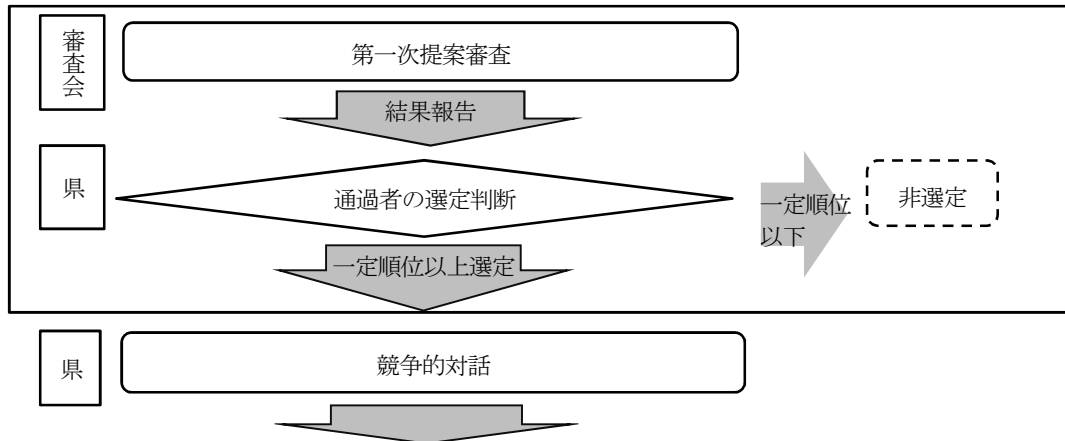 審査会
第一次提案審査
結果報告
県
通過者の選定判断
一定順位
以下
非選定
一定順位以上選定
県
競争的対話